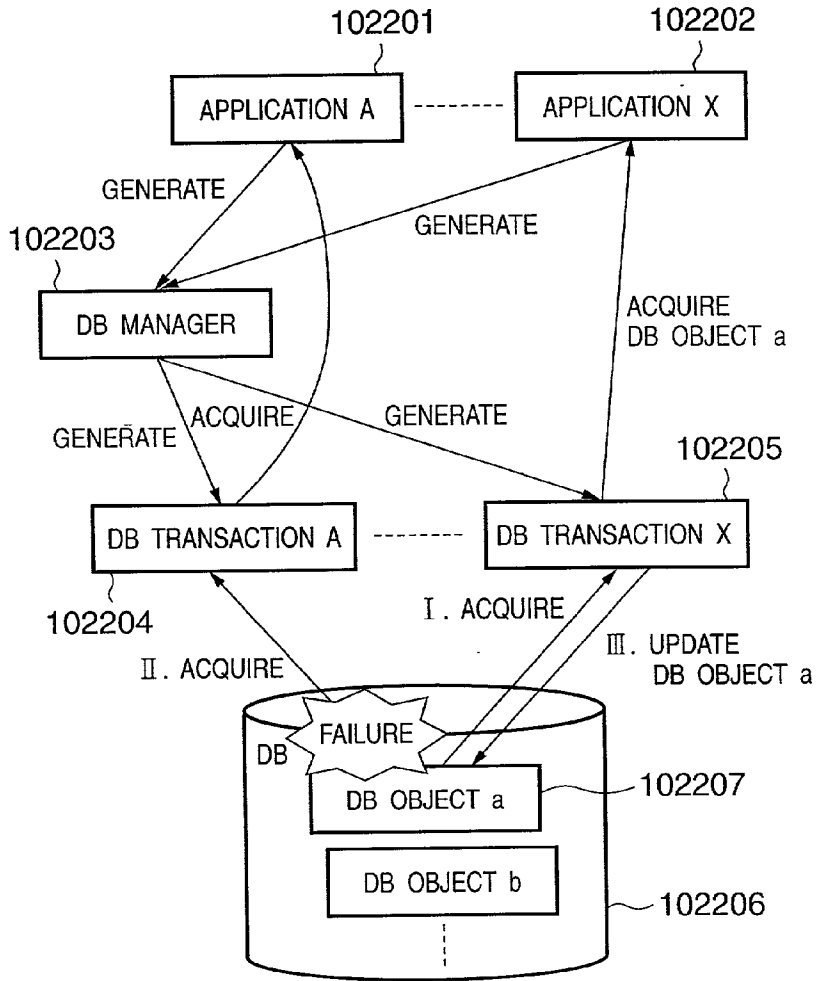 102201
102202
APPLICATION A
APPLICATION X
GENERATE
GENERATE
102203
DB MANAGER
ACQUIRE
DB OBJECT a
GENERATE
ACQUIRE
GENERATE
102205
DB TRANSACTION A
DB TRANSACTION X
102204
I. ACQUIRE
II. ACQUIRE
III. UPDATE
DB OBJECT a
FAILURE
DB
DB OBJECT a
102207
DB OBJECT b
102206